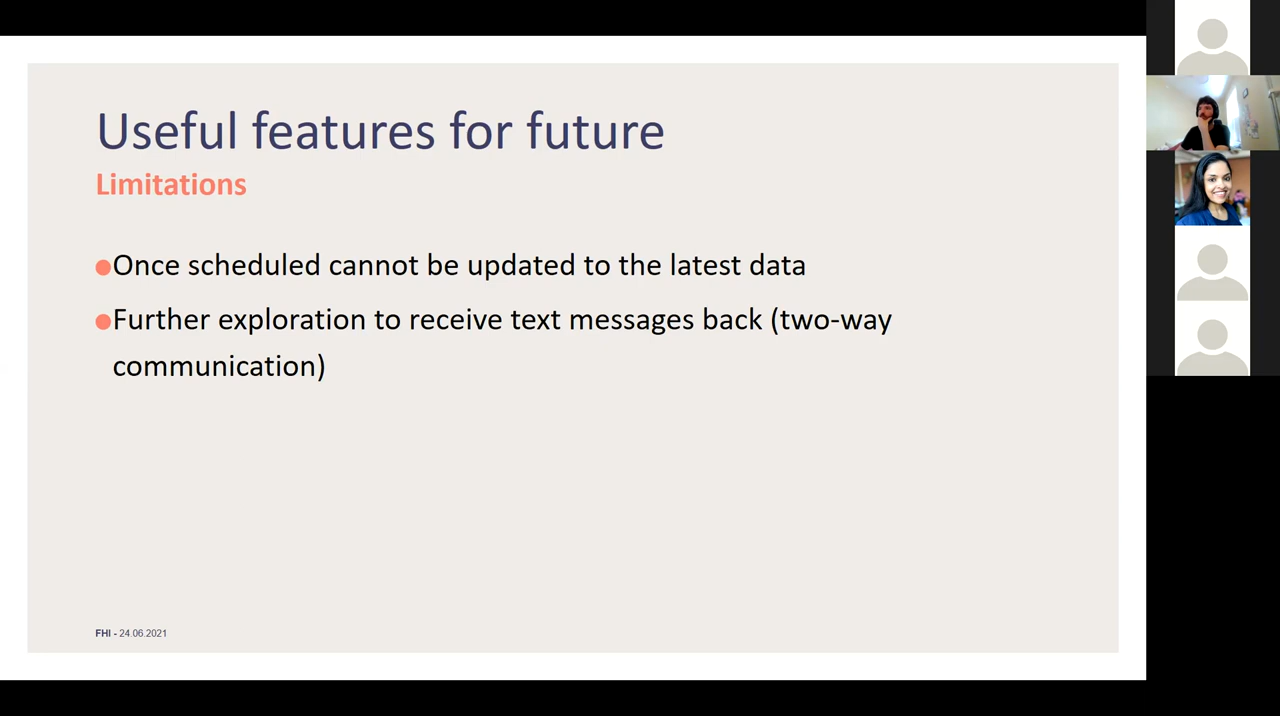 Useful features for future
Limitations
Once scheduled cannot be updated to the latest data
Further exploration to receive text messages back (two-way
communication)
FHI - 24.06.2021